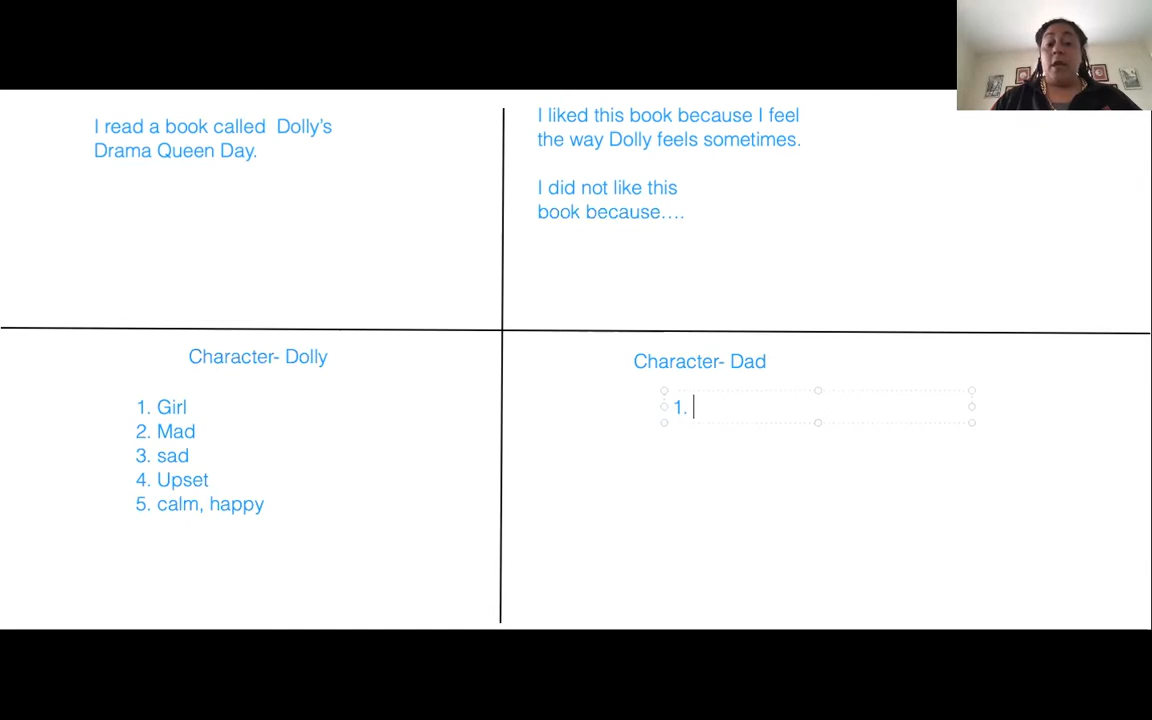 I read a book called  Dolly's
Drama Queen Day.
I liked this book because I feel
the way Dolly feels sometimes.
I did not like this
book because....
Character- Dolly
1. Girl
2. Mad
3. sad
4. Upset
5. calm, happy
Character- Dad
1.